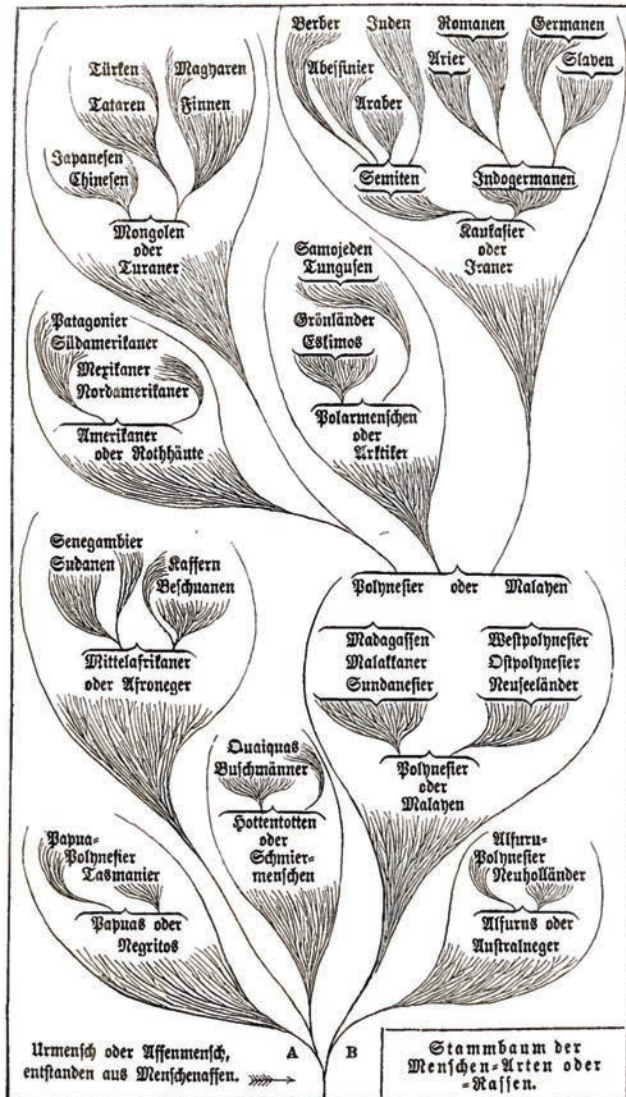 Berber Juden
Romanen Germanen
Türken Magyaren
Abessinier Arier Slaven
Tataren Finnen
Araber
Japanesen
Chinesen
Semiten Indogermanen
Mongolen
oder
Turaner
Kaukasier
oder
Iraner
Samojeden
Tungusen
Grönländer
Eskimos
Patagonier
Südamerikaner
Mexikaner
Nordamerikaner
Polarmenschen
oder
Arktiker
Amerikaner
oder Rothhäute
Senegambier
Sudanen
Kaffern
Beschuanen
Polynesier oder Malayen
Mittelafrikaner
oder Afroneger
Madagassen
Malakkaner
Sundanesier
Westpolynesier
Ostpolynesier
Neuseeländer
Quaiquas
Buschmänner
Polynesier
oder
Malayen
Hottentotten
oder
Schmier-
menschen
Papua-
Polynesier
Tasmanier
Alfuru-
Polynesier
Neuholländer
Papuas oder
Negritos
Alfurus oder
Australneger
A B
Urmensch oder Affenmensch,
entstanden aus Menschenaffen.
Stammbaum der
Menschen-Arten oder
-Rassen.